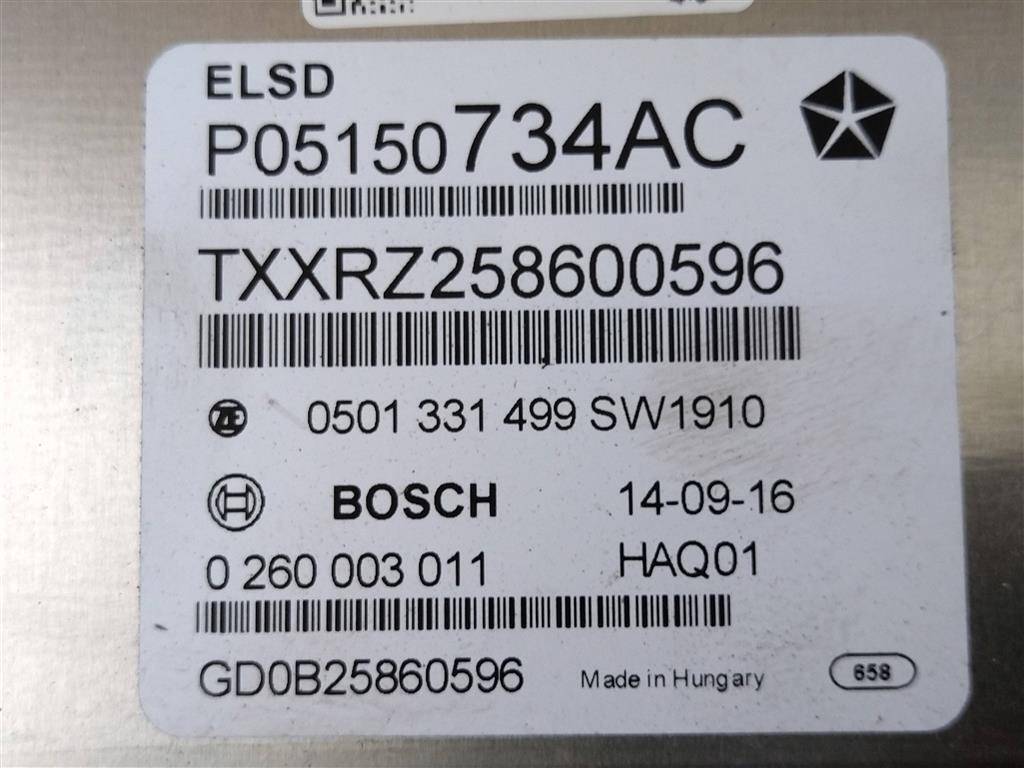 ELSD
P05150734AC
TXXRZ258600596
ZF 0501 331 499 SW1910
BOSCH 14-09-16
0 260 003 011 HAQ01
GD0B25860596 Made in Hungary 658